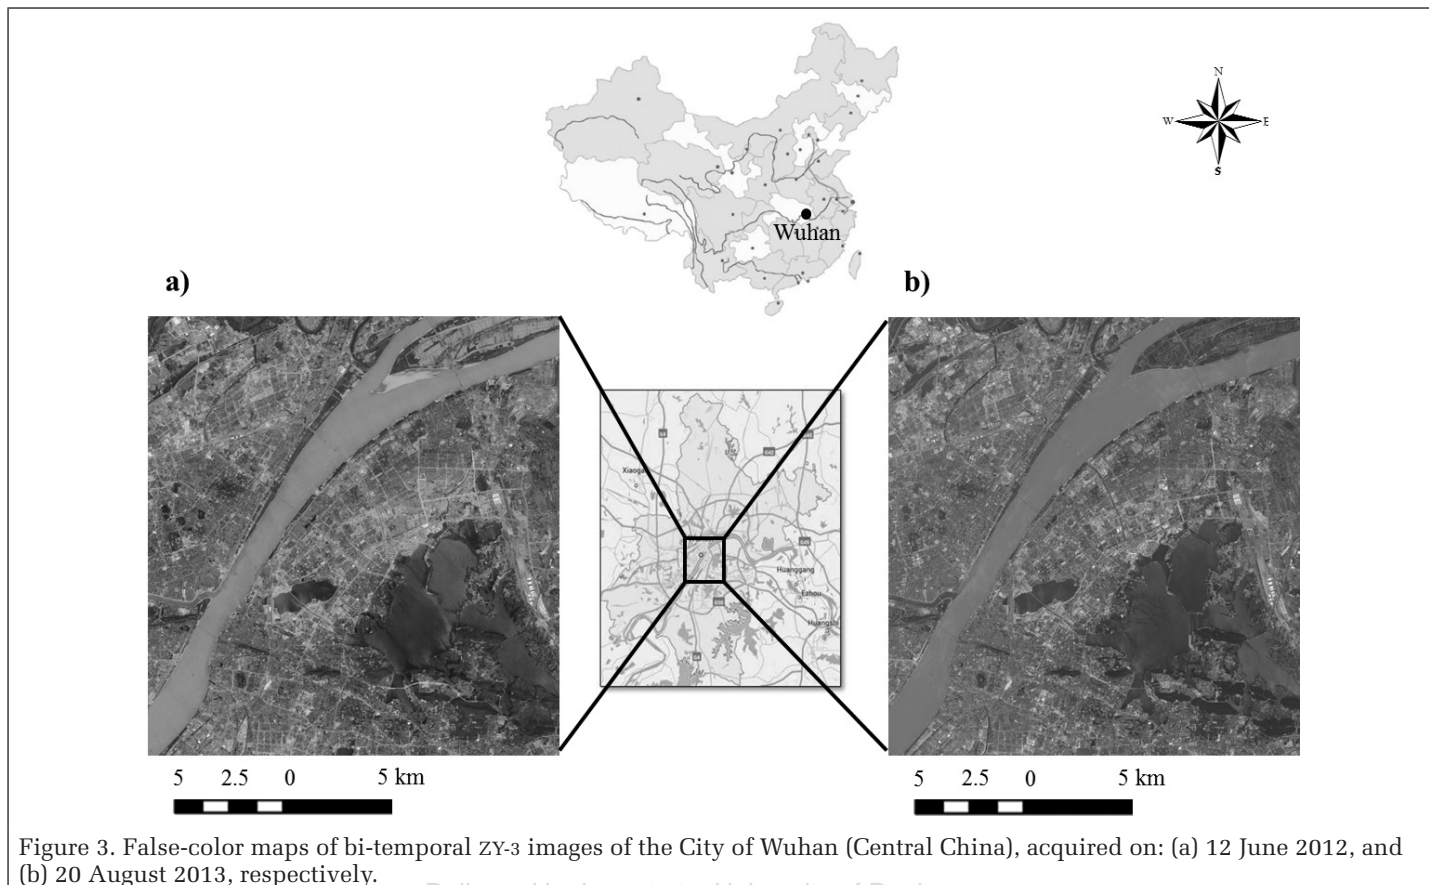 N
W E
S
Wuhan
a)
b)
Xiaogan
Huanggang
Ezhou
Huangshi
5 2.5 0 5 km
5 2.5 0 5 km
Figure 3. False-color maps of bi-temporal ZY-3 images of the City of Wuhan (Central China), acquired on: (a) 12 June 2012, and
(b) 20 August 2013, respectively.